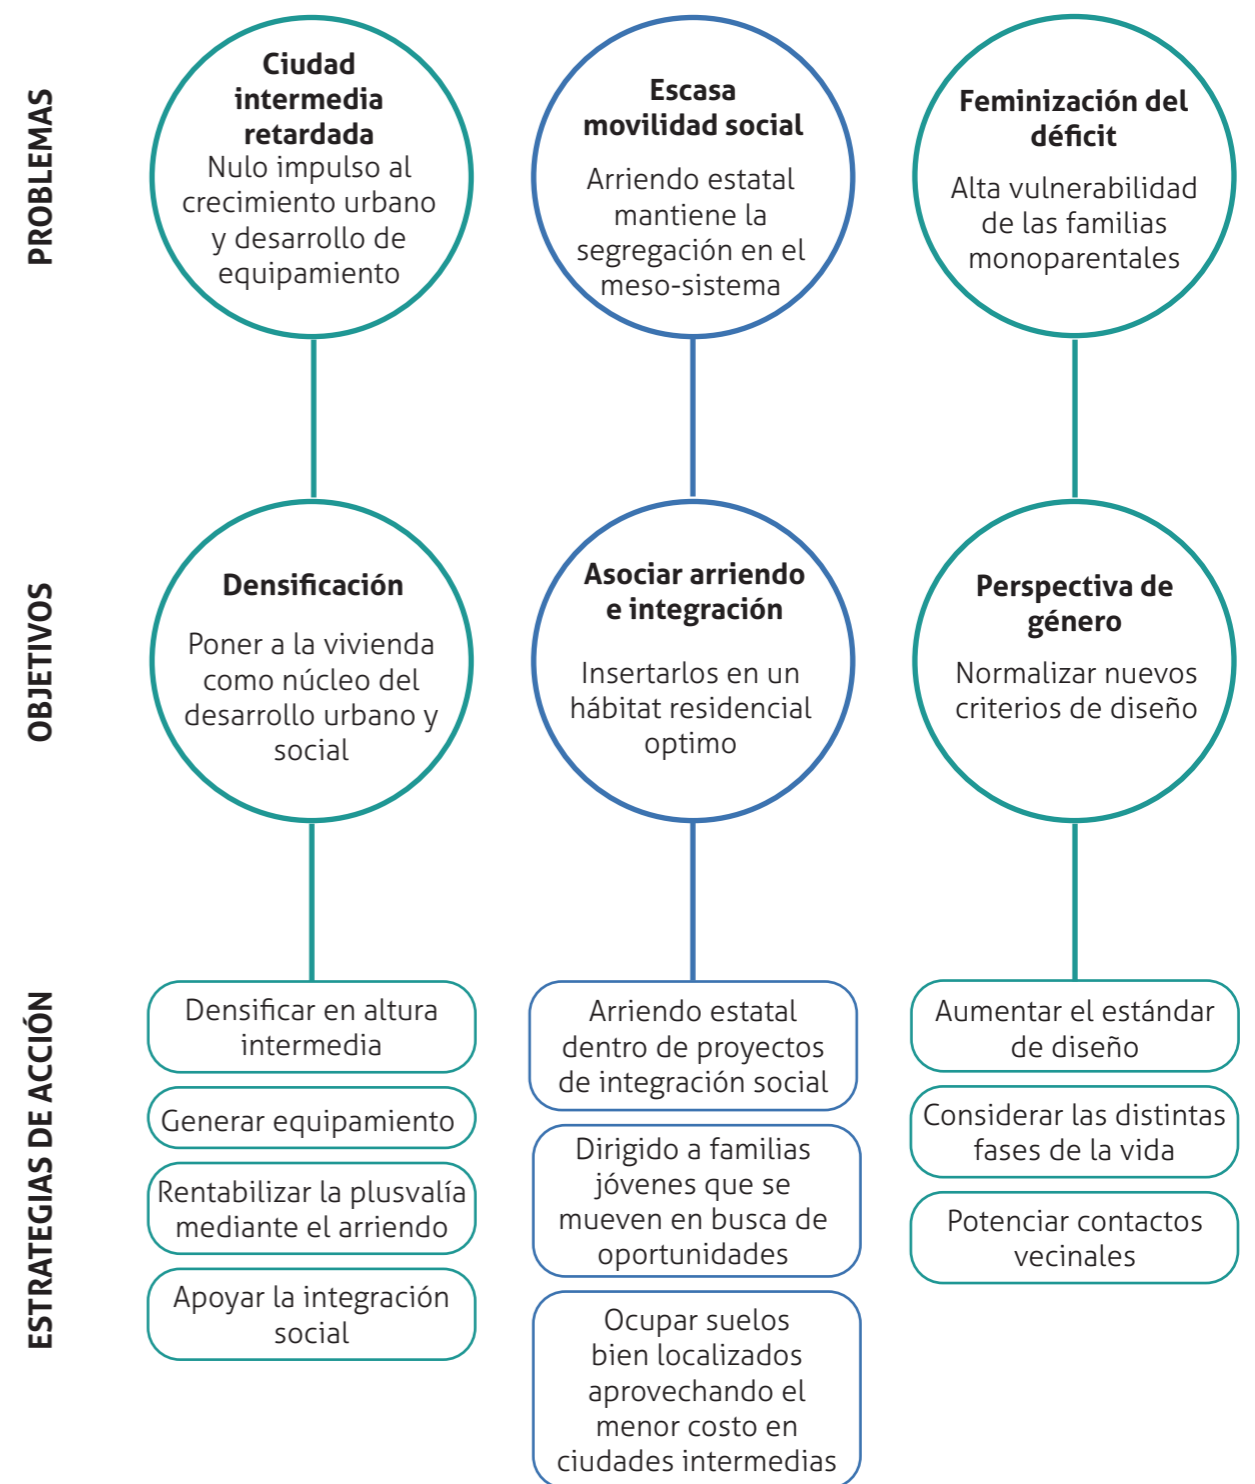 PROBLEMAS
Ciudad
intermedia
retardada
Nulo impulso al
crecimiento urbano
y desarrollo de
equipamiento
Escasa
movilidad social
Arriendo estatal
mantiene la
segregación en el
meso-sistema
Feminización del
déficit
Alta vulnerabilidad
de las familias
monoparentales
OBJETIVOS
Densificación
Poner a la vivienda
como núcleo del
desarrollo urbano y
social
Asociar arriendo
e integración
Insertarlos en un
hábitat residencial
optimo
Perspectiva de
género
Normalizar nuevos
criterios de diseño
ESTRATEGIAS DE ACCIÓN
Densificar en altura
intermedia
Generar equipamiento
Rentabilizar la plusvalía
mediante el arriendo
Apoyar la integración
social
Arriendo estatal
dentro de proyectos
de integración social
Dirigido a familias
jóvenes que se
mueven en busca de
oportunidades
Ocupar suelos
bien localizados
aprovechando el
menor costo en
ciudades intermedias
Aumentar el estándar
de diseño
Considerar las distintas
fases de la vida
Potenciar contactos
vecinales